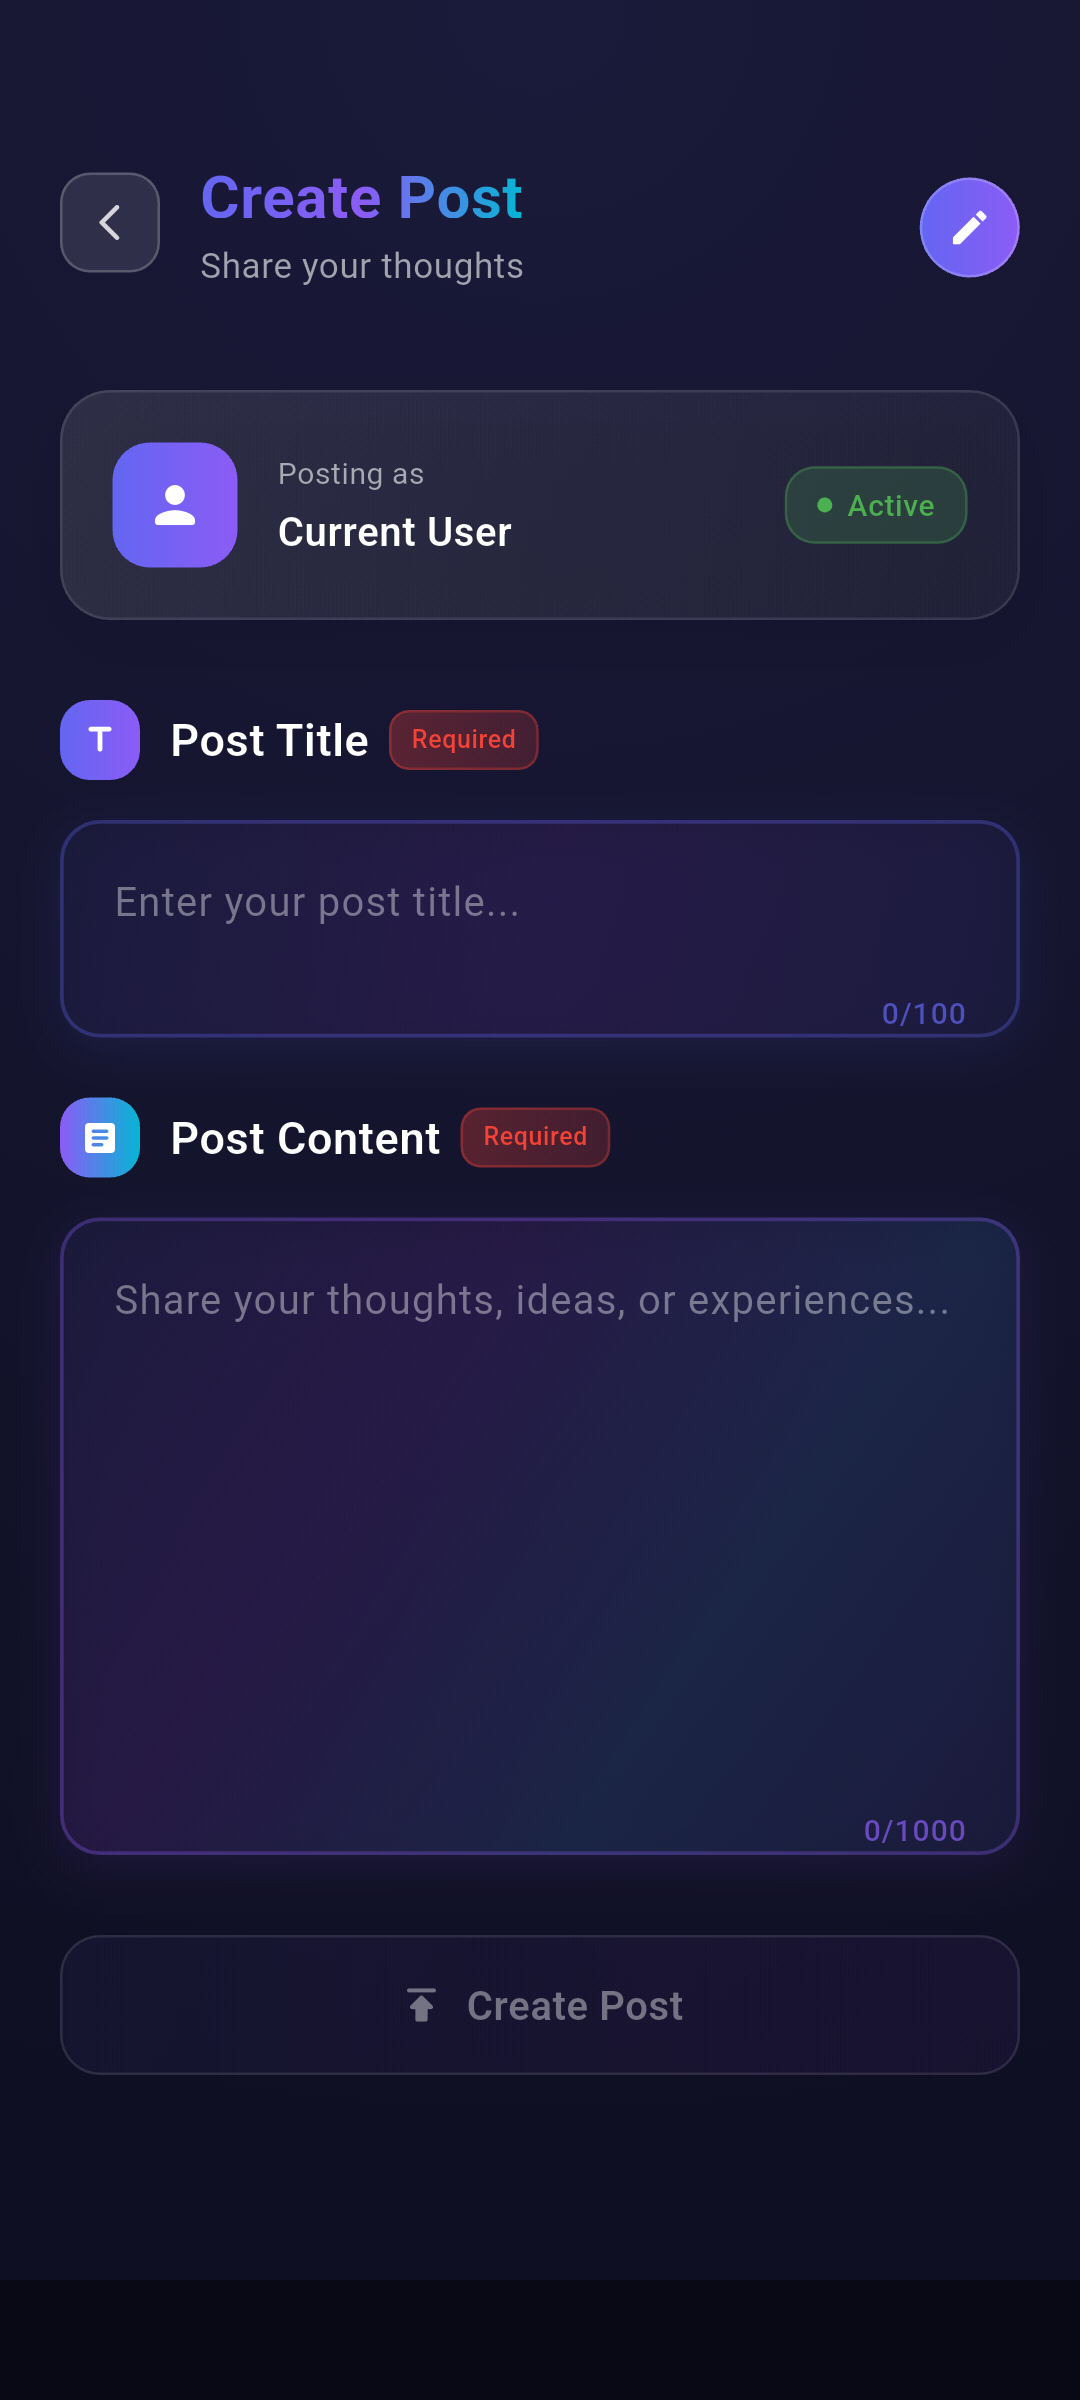 Create Post
Share your thoughts
Posting as
Current User
Active
T
Post Title
Required
Enter your post title...
0/100
Post Content
Required
Share your thoughts, ideas, or experiences...
0/1000
Create Post